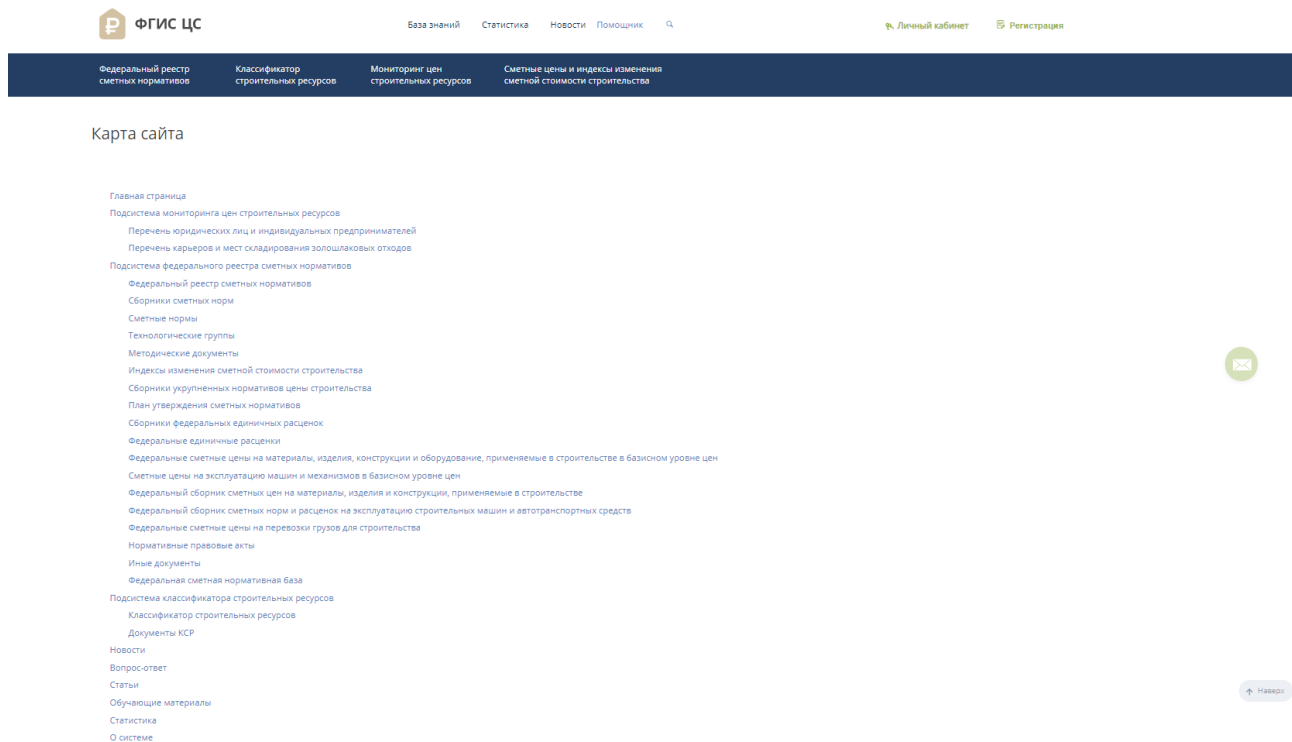 ФГИС ЦС
База знаний Статистика Новости Помощник
Личный кабинет Регистрация
Федеральный реестр
сметных нормативов
Классификатор
строительных ресурсов
Мониторинг цен
строительных ресурсов
Сметные цены и индексы изменения
сметной стоимости строительства
Карта сайта
Главная страница
Подсистема мониторинга цен строительных ресурсов
Перечень юридических лиц и индивидуальных предпринимателей
Перечень карьеров и мест складирования золошлаковых отходов
Подсистема федерального реестра сметных нормативов
Федеральный реестр сметных нормативов
Сборники сметных норм
Сметные нормы
Технологические группы
Методические документы
Индексы изменения сметной стоимости строительства
Сборники укрупненных нормативов цены строительства
План утверждения сметных нормативов
Сборники федеральных единичных расценок
Федеральные единичные расценки
Федеральные сметные цены на материалы, изделия, конструкции и оборудование, применяемые в строительстве в базисном уровне цен
Сметные цены на эксплуатацию машин и механизмов в базисном уровне цен
Федеральный сборник сметных цен на материалы, изделия и конструкции, применяемые в строительстве
Федеральный сборник сметных норм и расценок на эксплуатацию строительных машин и автотранспортных средств
Федеральные сметные цены на перевозки грузов для строительства
Нормативные правовые акты
Иные документы
Федеральная сметная нормативная база
Подсистема классификатора строительных ресурсов
Классификатор строительных ресурсов
Документы КСР
Новости
Вопрос-ответ
Статьи
Обучающие материалы
Статистика
О системе
Наверх